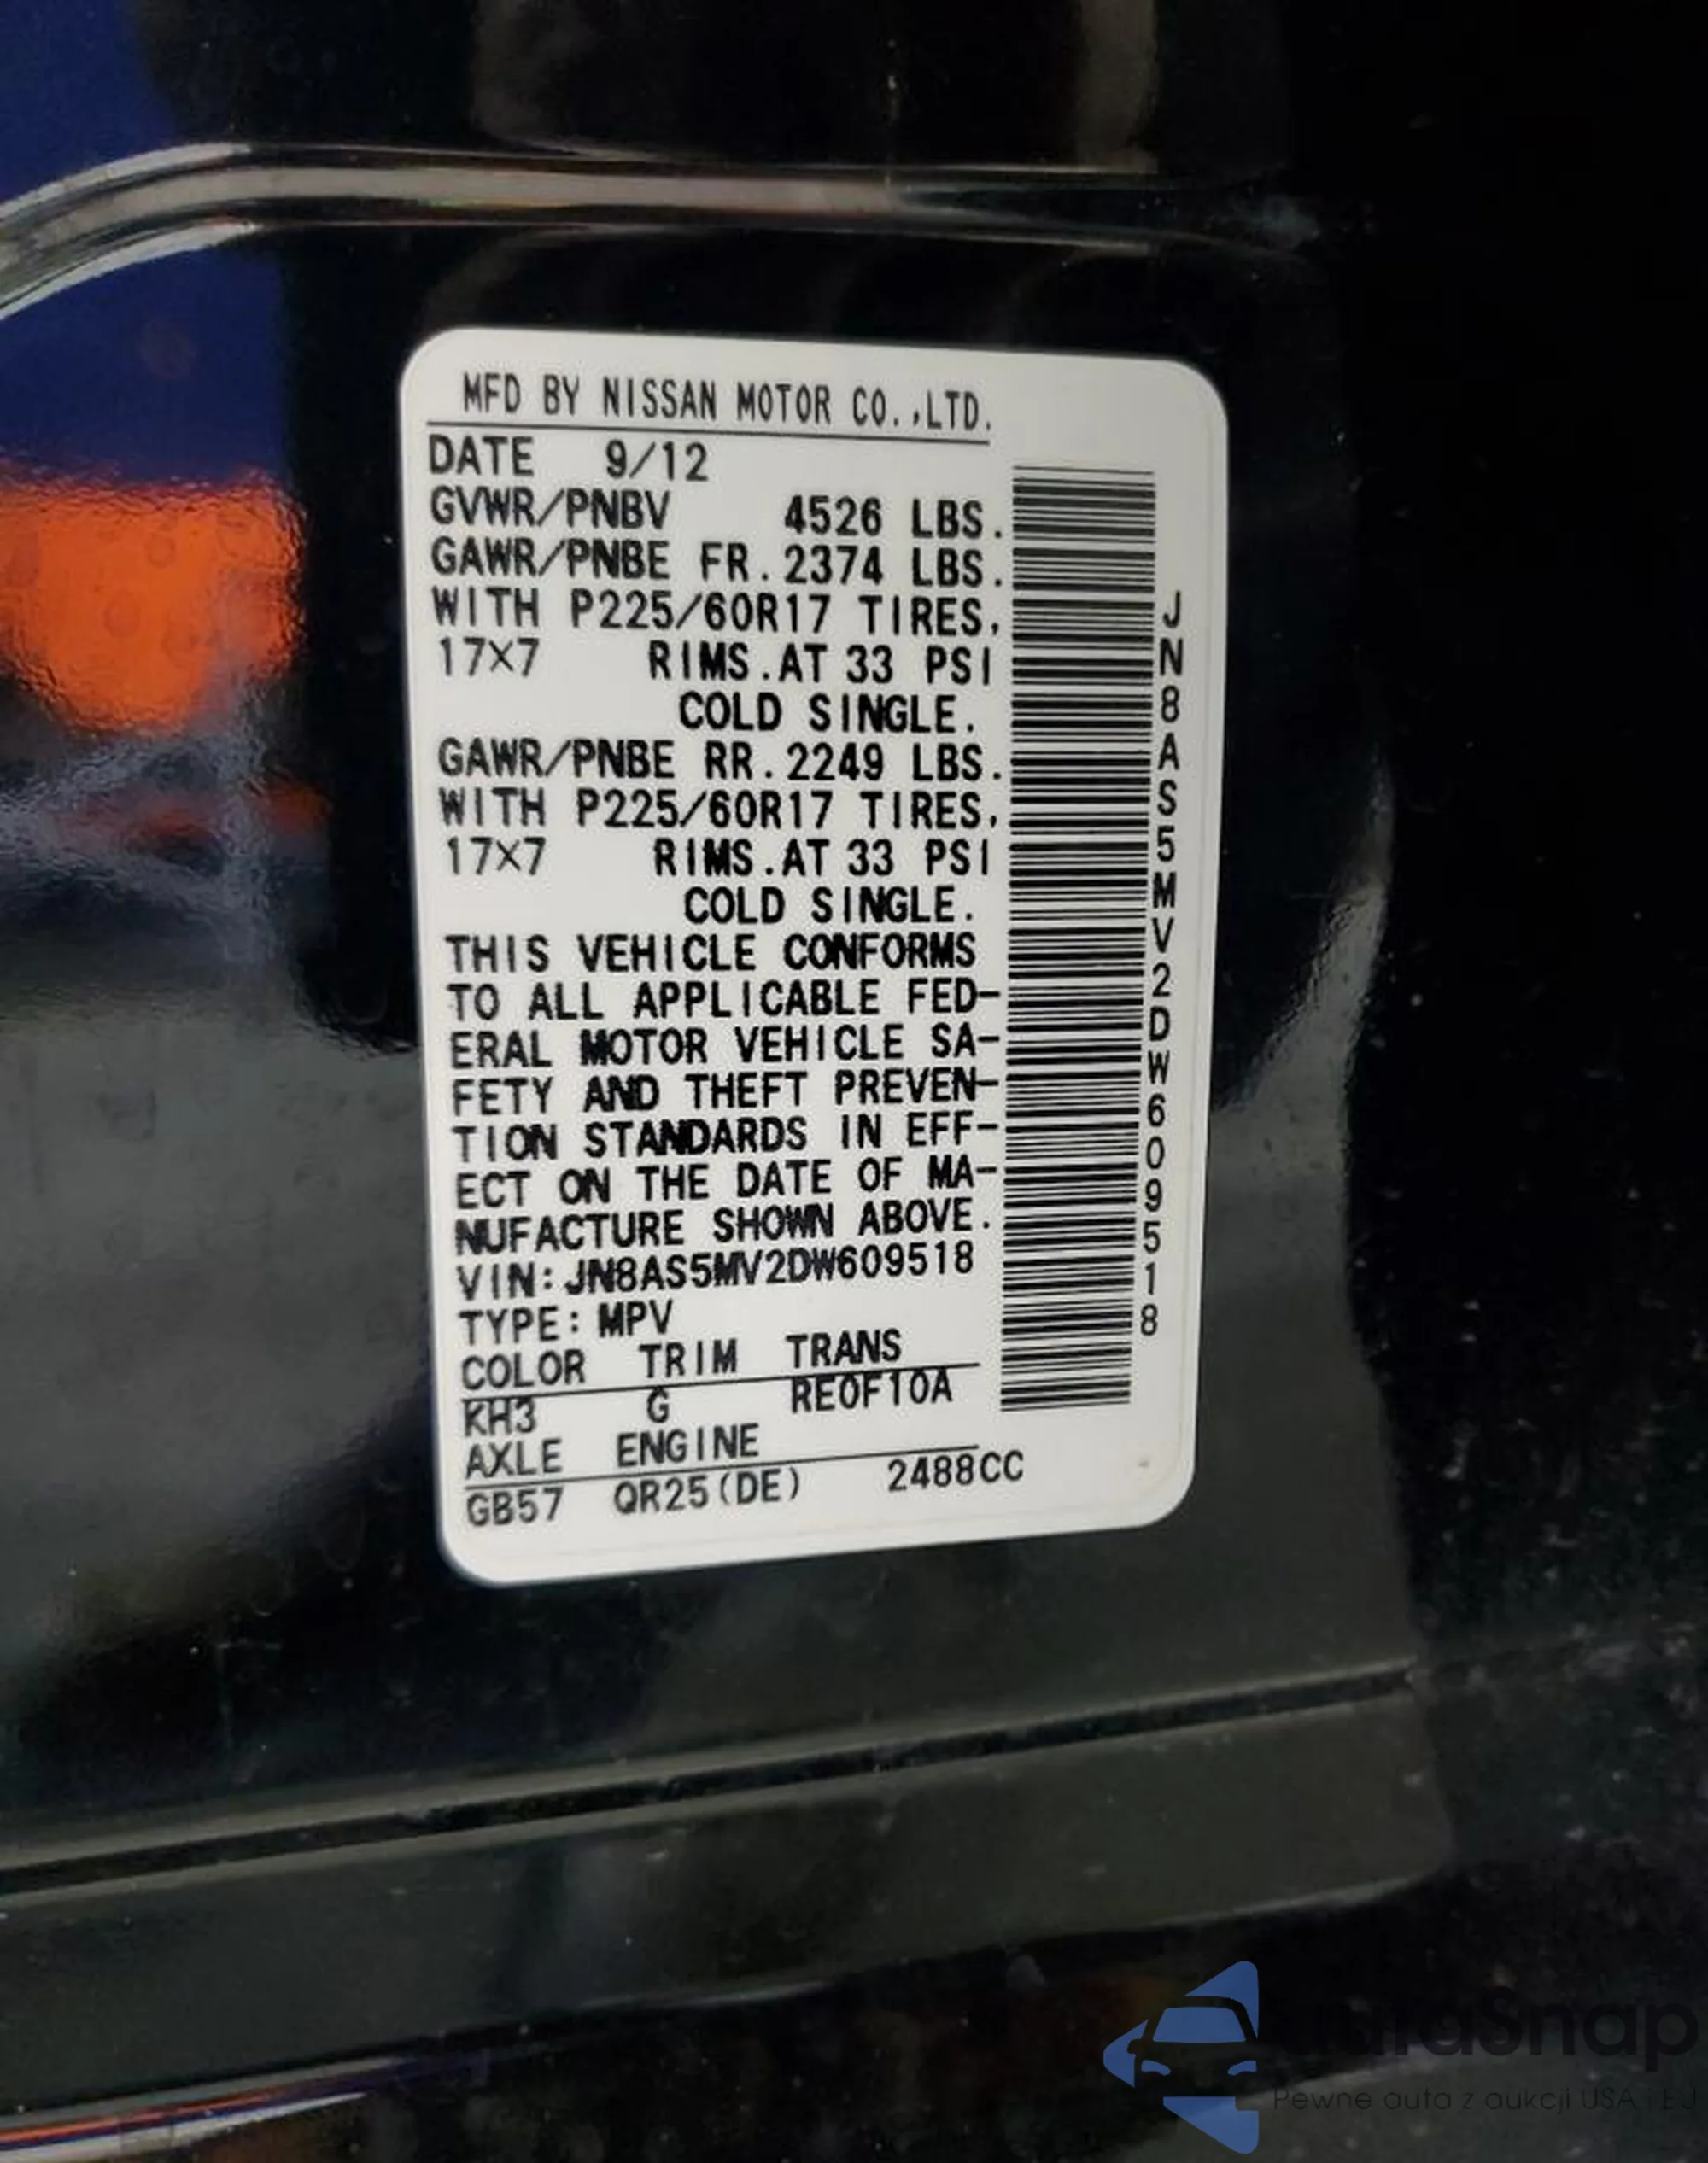 MFD BY NISSAN MOTOR CO.,LTD.
DATE 9/12
GVWR/PNBV 4526 LBS.
GAWR/PNBE FR.2374 LBS.
WITH P225/60R17 TIRES,
17X7 RIMS.AT 33 PSI
COLD SINGLE.
GAWR/PNBE RR.2249 LBS.
WITH P225/60R17 TIRES,
17X7 RIMS.AT 33 PSI
COLD SINGLE.
THIS VEHICLE CONFORMS
TO ALL APPLICABLE FED-
ERAL MOTOR VEHICLE SA-
FETY AND THEFT PREVEN-
TION STANDARDS IN EFF-
ECT ON THE DATE OF MA-
NUFACTURE SHOWN ABOVE.
VIN:JN8AS5MV2DW609518
TYPE:MPV
COLOR TRIM TRANS
KH3 G RE0F10A
AXLE ENGINE
GB57 QR25(DE) 2488CC
JN8AS5MV2DW609518
autaSnap
Pewne auta z aukcji USA i EJ